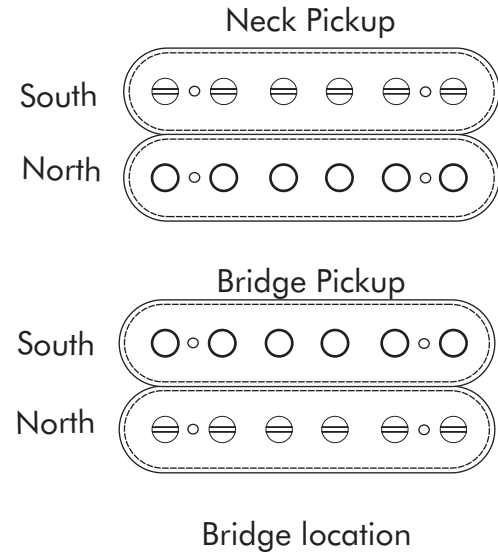 Neck Pickup
South
North
Bridge Pickup
South
North
Bridge location